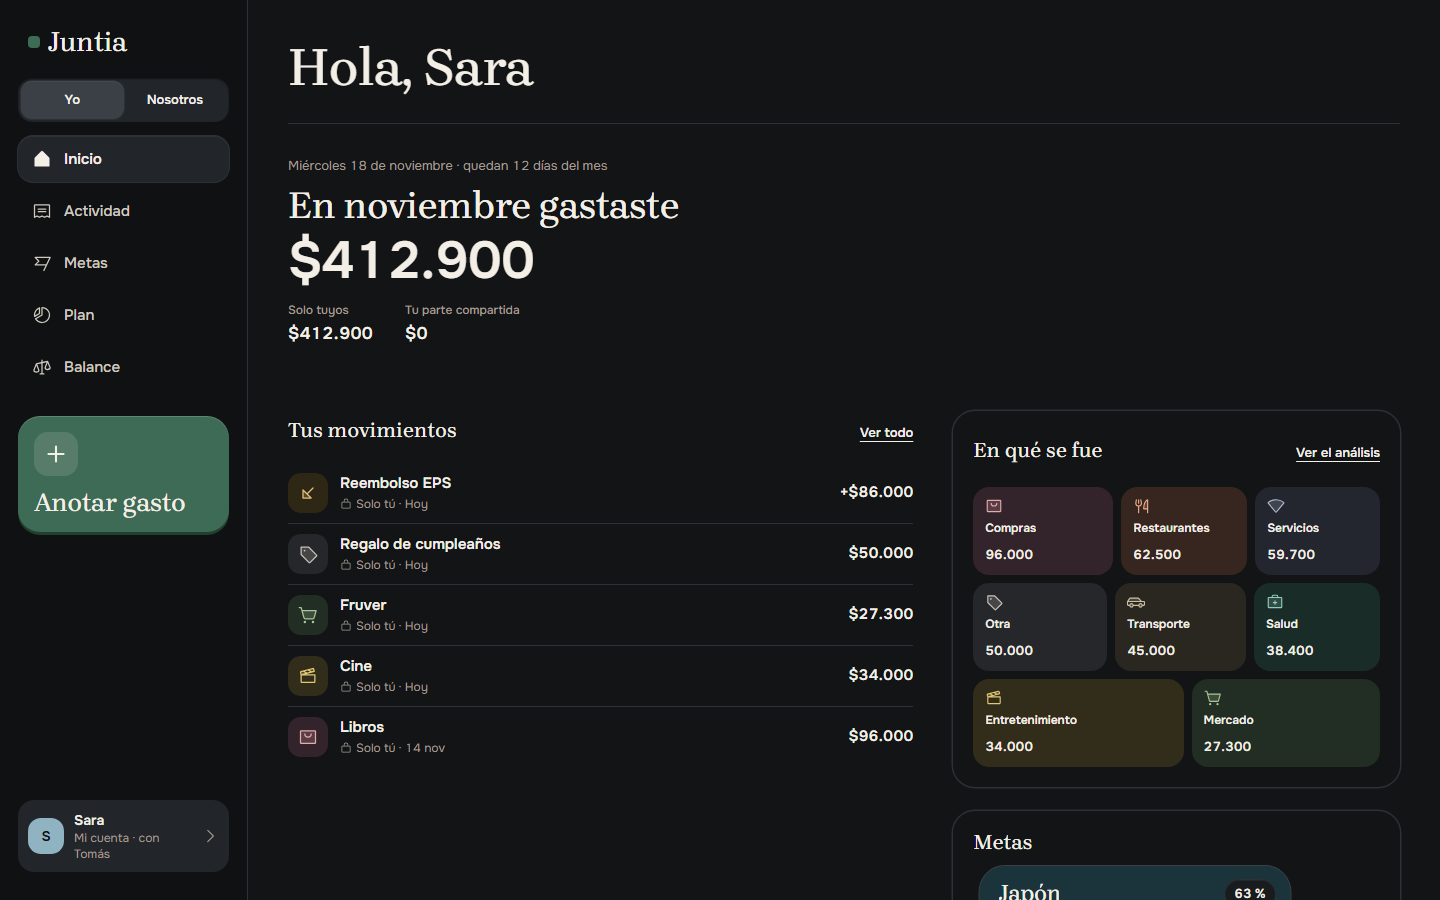 Juntia
Yo
Nosotros
Inicio
Actividad
Metas
Plan
Balance
Anotar gasto
S
Sara
Mi cuenta · con
Tomás
Hola, Sara
Miércoles 18 de noviembre · quedan 12 días del mes
En noviembre gastaste
$412.900
Solo tuyos
$412.900
Tu parte compartida
$0
Tus movimientos
Ver todo
Reembolso EPS
Solo tú · Hoy
+$86.000
Regalo de cumpleaños
Solo tú · Hoy
$50.000
Fruver
Solo tú · Hoy
$27.300
Cine
Solo tú · Hoy
$34.000
Libros
Solo tú · 14 nov
$96.000
En qué se fue
Ver el análisis
Compras
96.000
Restaurantes
62.500
Servicios
59.700
Otra
50.000
Transporte
45.000
Salud
38.400
Entretenimiento
34.000
Mercado
27.300
Metas
Japón
63 %